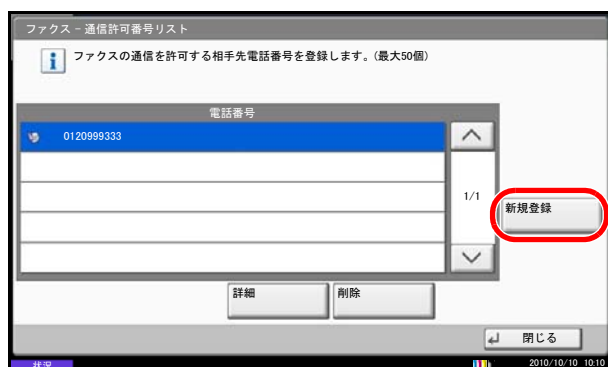 ファクス - 通信許可番号リスト
ファクスの通信を許可する相手先電話番号を登録します。(最大50個)
電話番号
0120999333
1/1
新規登録
詳細
削除
閉じる
状況
2010/10/10 10:10